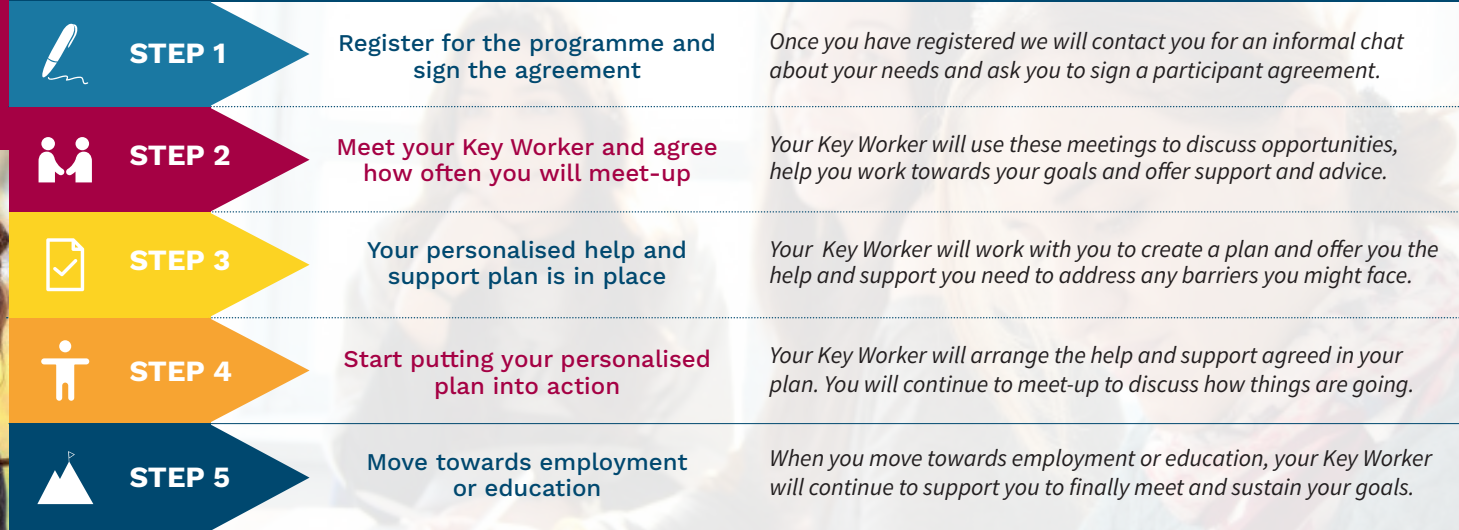 STEP 1
Register for the programme and
sign the agreement
Once you have registered we will contact you for an informal chat
about your needs and ask you to sign a participant agreement.
STEP 2
Meet your Key Worker and agree
how often you will meet-up
Your Key Worker will use these meetings to discuss opportunities,
help you work towards your goals and offer support and advice.
STEP 3
Your personalised help and
support plan is in place
Your Key Worker will work with you to create a plan and offer you the
help and support you need to address any barriers you might face.
STEP 4
Start putting your personalised
plan into action
Your Key Worker will arrange the help and support agreed in your
plan. You will continue to meet-up to discuss how things are going.
STEP 5
Move towards employment
or education
When you move towards employment or education, your Key Worker
will continue to support you to finally meet and sustain your goals.